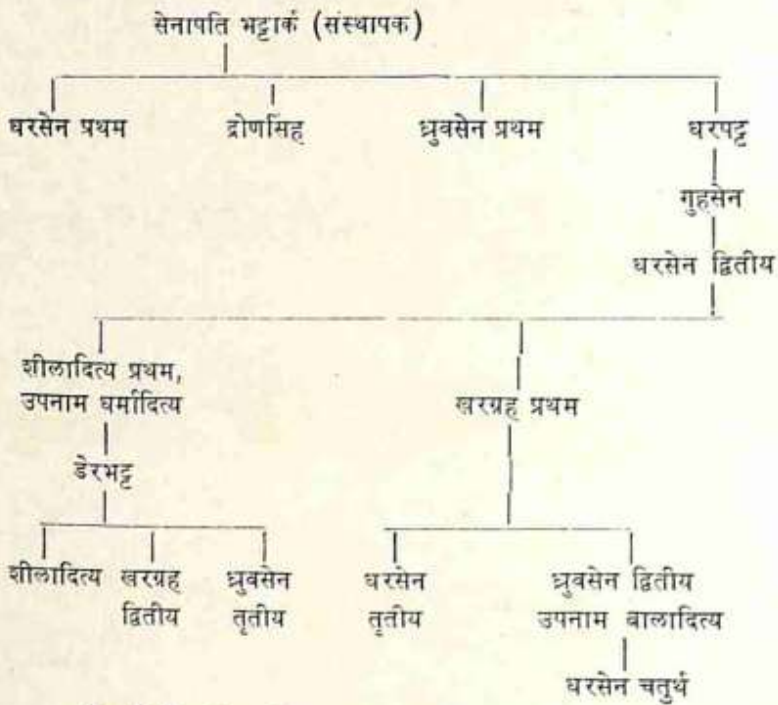 सेनापति भट्टार्क (संस्थापक)
धरसेन प्रथम द्रोणसिंह ध्रुवसेन प्रथम धरपट्ट
गुहसेन
धरसेन द्वितीय
शीलादित्य प्रथम,
उपनाम धर्मादित्य
खरग्रह प्रथम
डेरभट्ट
शीलादित्य खरग्रह ध्रुवसेन धरसेन ध्रुवसेन द्वितीय
द्वितीय तृतीय तृतीय उपनाम बालादित्य
धरसेन चतुर्थ